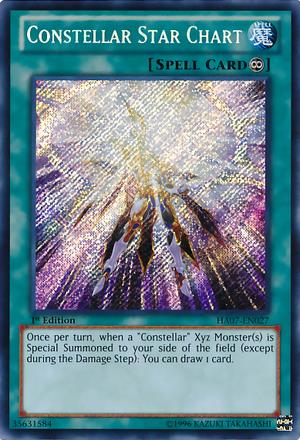 CONSTELLAR STAR CHART
魔
[SPELL CARD]
1st Edition
HA07-EN027
Once per turn, when a "Constellar" Xyz Monster(s) is
Special Summoned to your side of the field (except
during the Damage Step): You can draw 1 card.
35631584
©1996 KAZUKI TAKAHASHI